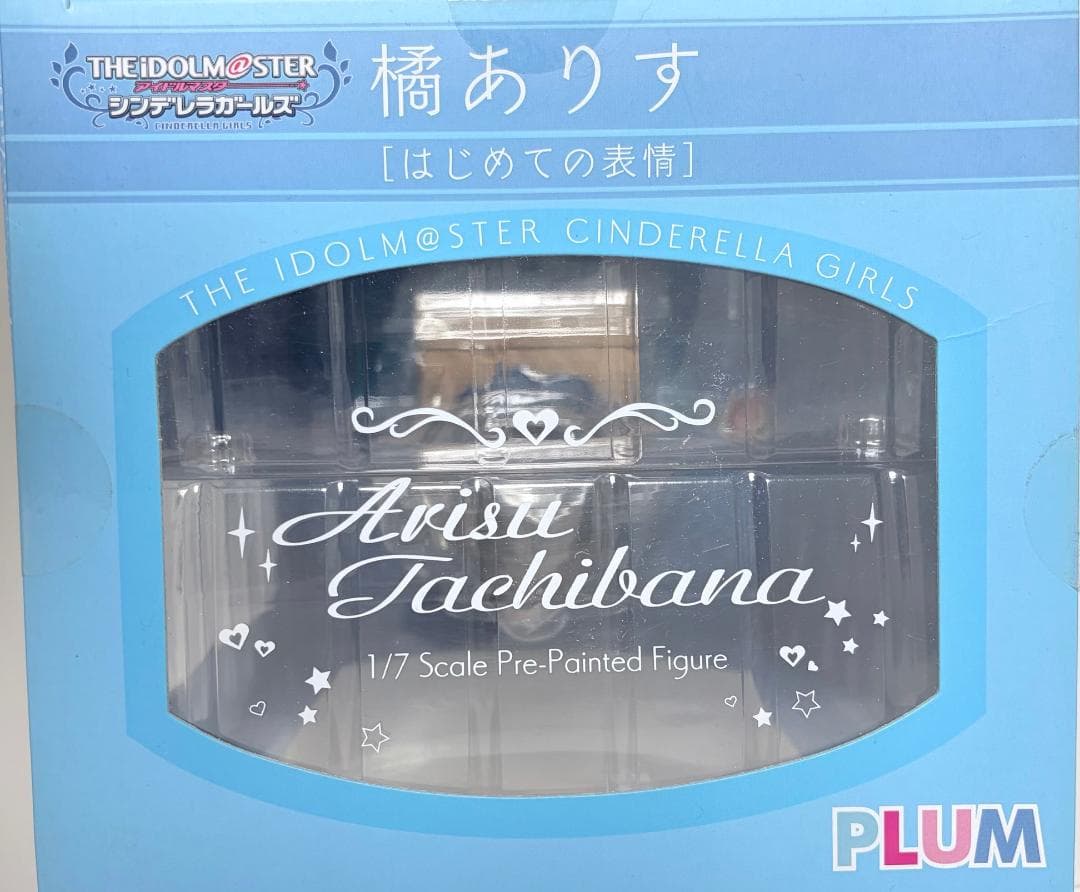 THE iDOLM@STER
アイドルマスター
シンデレラガールズ
CINDERELLA GIRLS
橘ありす
[はじめての表情]
THE IDOLM@STER CINDERELLA GIRLS
Arisu
Tachibana
1/7 Scale Pre-Painted Figure
PLUM